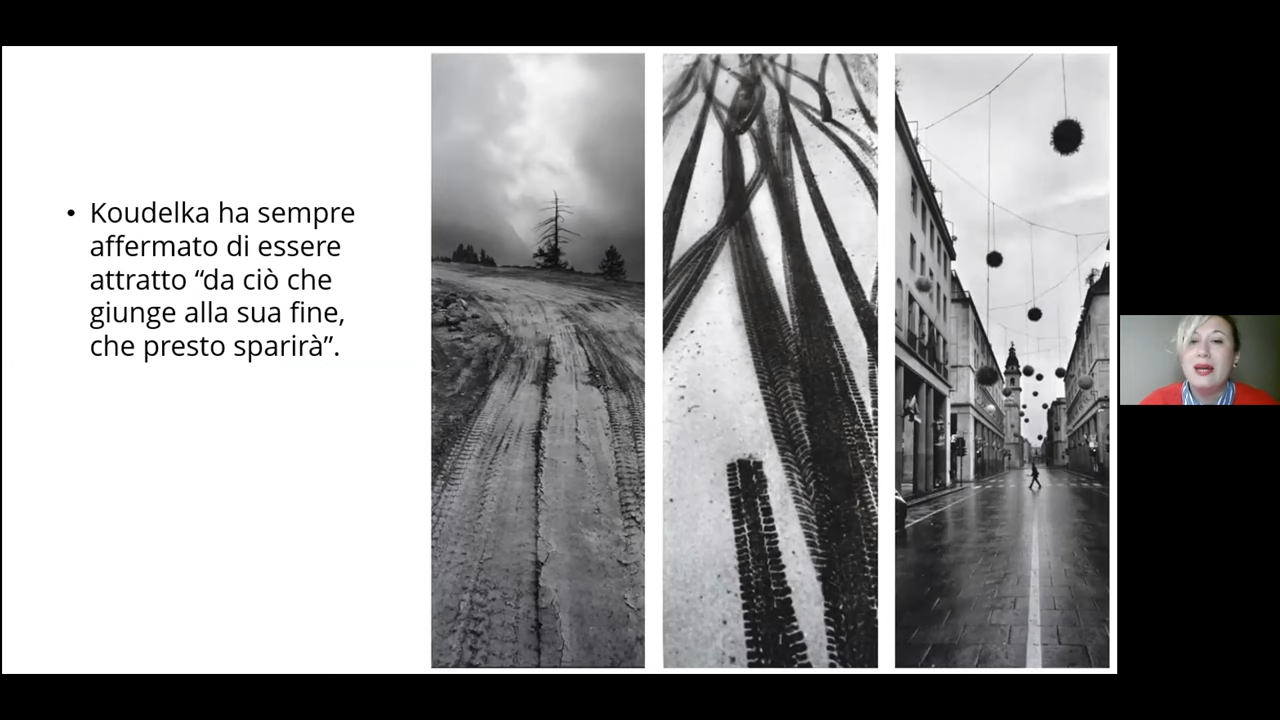 • Koudelka ha sempre
affermato di essere
attratto “da ciò che
giunge alla sua fine,
che presto sparirà”.